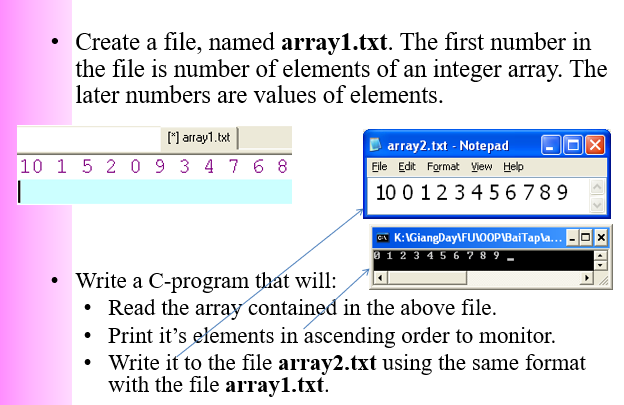 • Create a file, named array1.txt. The first number in
the file is number of elements of an integer array. The
later numbers are values of elements.
[*] array1.txt
10 1 5 2 0 9 3 4 7 6 8
array2.txt - Notepad
File Edit Format View Help
10 0 1 2 3 4 5 6 7 8 9
K:\GiangDay\FU\OOP\BaiTap\a...
0 1 2 3 4 5 6 7 8 9 _
• Write a C-program that will:
• Read the array contained in the above file.
• Print it’s elements in ascending order to monitor.
• Write it to the file array2.txt using the same format
with the file array1.txt.